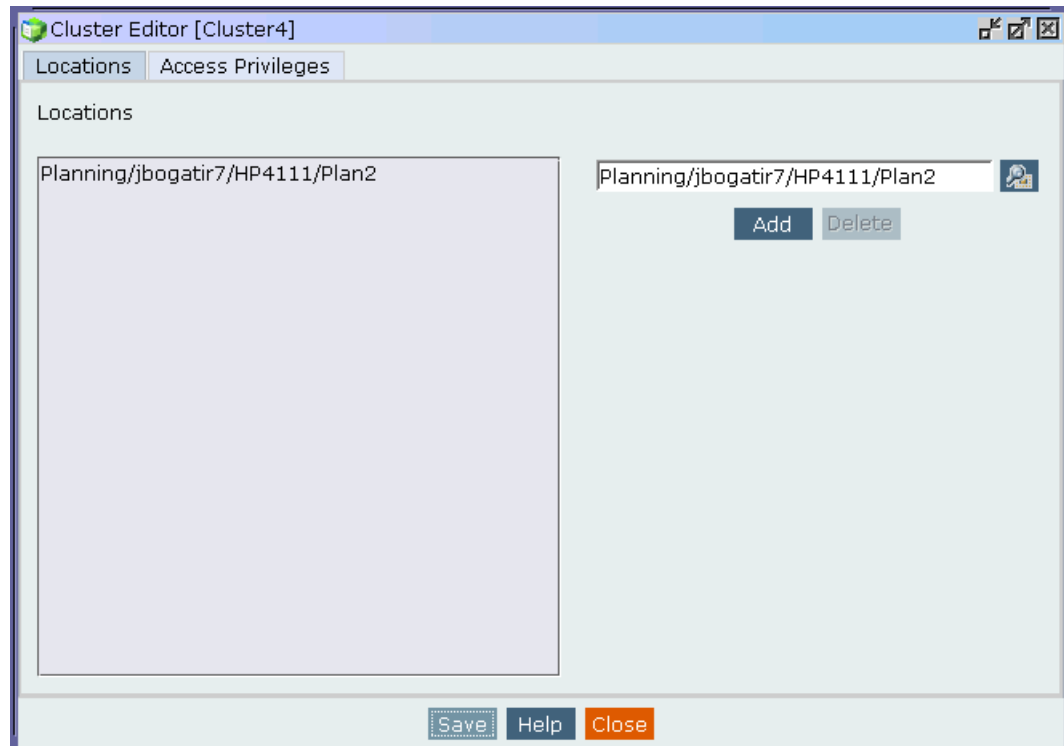 Cluster Editor [Cluster4]
Locations Access Privileges
Locations
Planning/jbogatir7/HP4111/Plan2
Planning/jbogatir7/HP4111/Plan2
Add Delete
Save Help Close